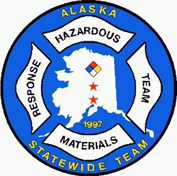 ALASKA
HAZARDOUS
RESPONSE
TEAM
1997
MATERIALS
STATEWIDE TEAM